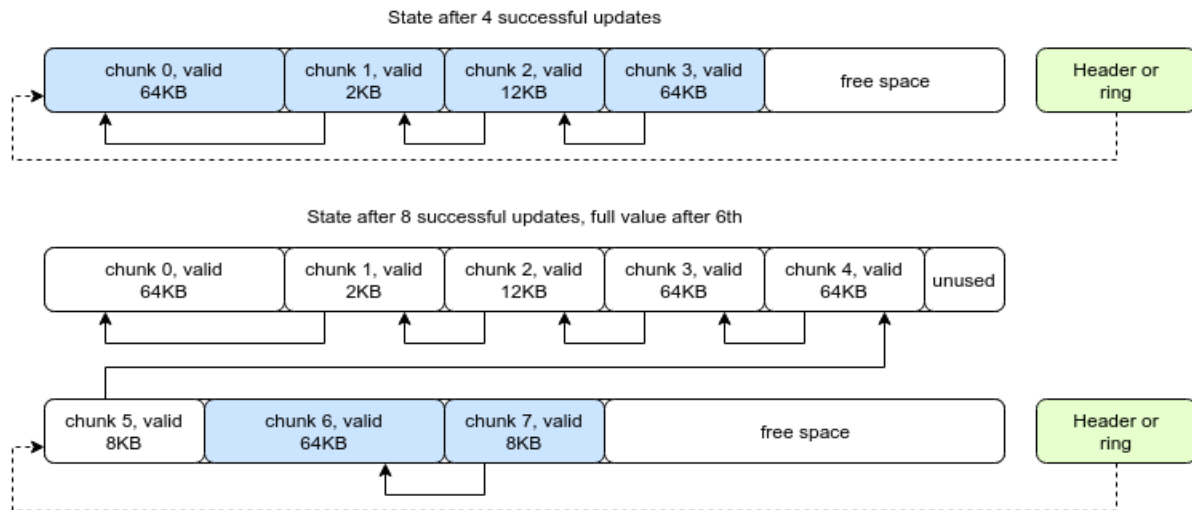 State after 4 successful updates
chunk 0, valid
64KB
chunk 1, valid
2KB
chunk 2, valid
12KB
chunk 3, valid
64KB
free space
Header or
ring
State after 8 successful updates, full value after 6th
chunk 0, valid
64KB
chunk 1, valid
2KB
chunk 2, valid
12KB
chunk 3, valid
64KB
chunk 4, valid
64KB
unused
chunk 5, valid
8KB
chunk 6, valid
64KB
chunk 7, valid
8KB
free space
Header or
ring